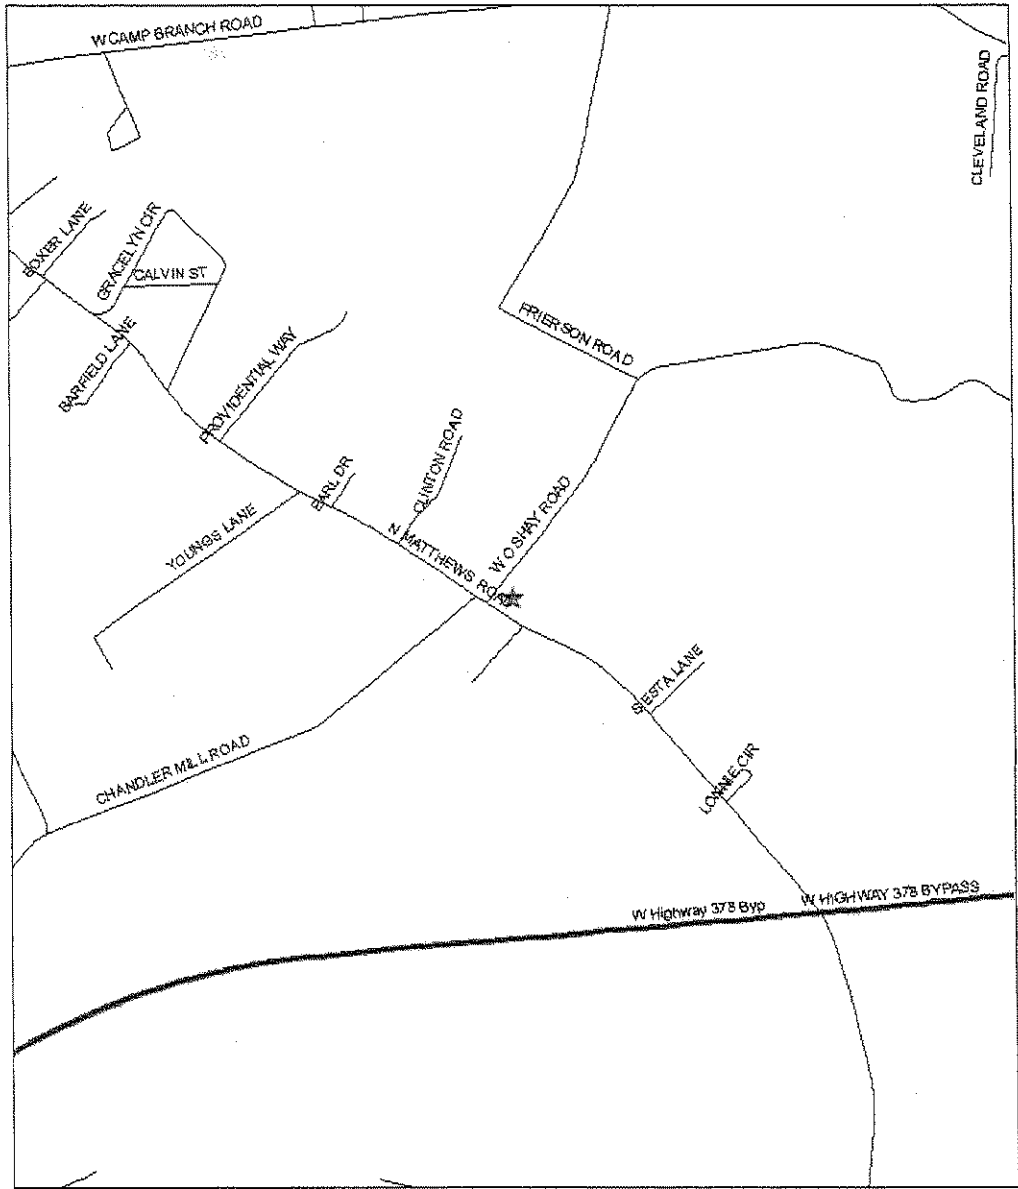 W CAMP BRANCH ROAD
CLEVELAND ROAD
BOXER LANE
GRACELYN CIR
CALVIN ST
BARFIELD LANE
PROVIDENTIAL WAY
FRIERSON ROAD
CLINTON ROAD
EARL DR
YOUNGS LANE
N MATTHEWS ROAD
W O SHAY ROAD
SIESTA LANE
CHANDLER MILL ROAD
LONNIE CIR
W Highway 378 Byp
W HIGHWAY 378 BYPASS